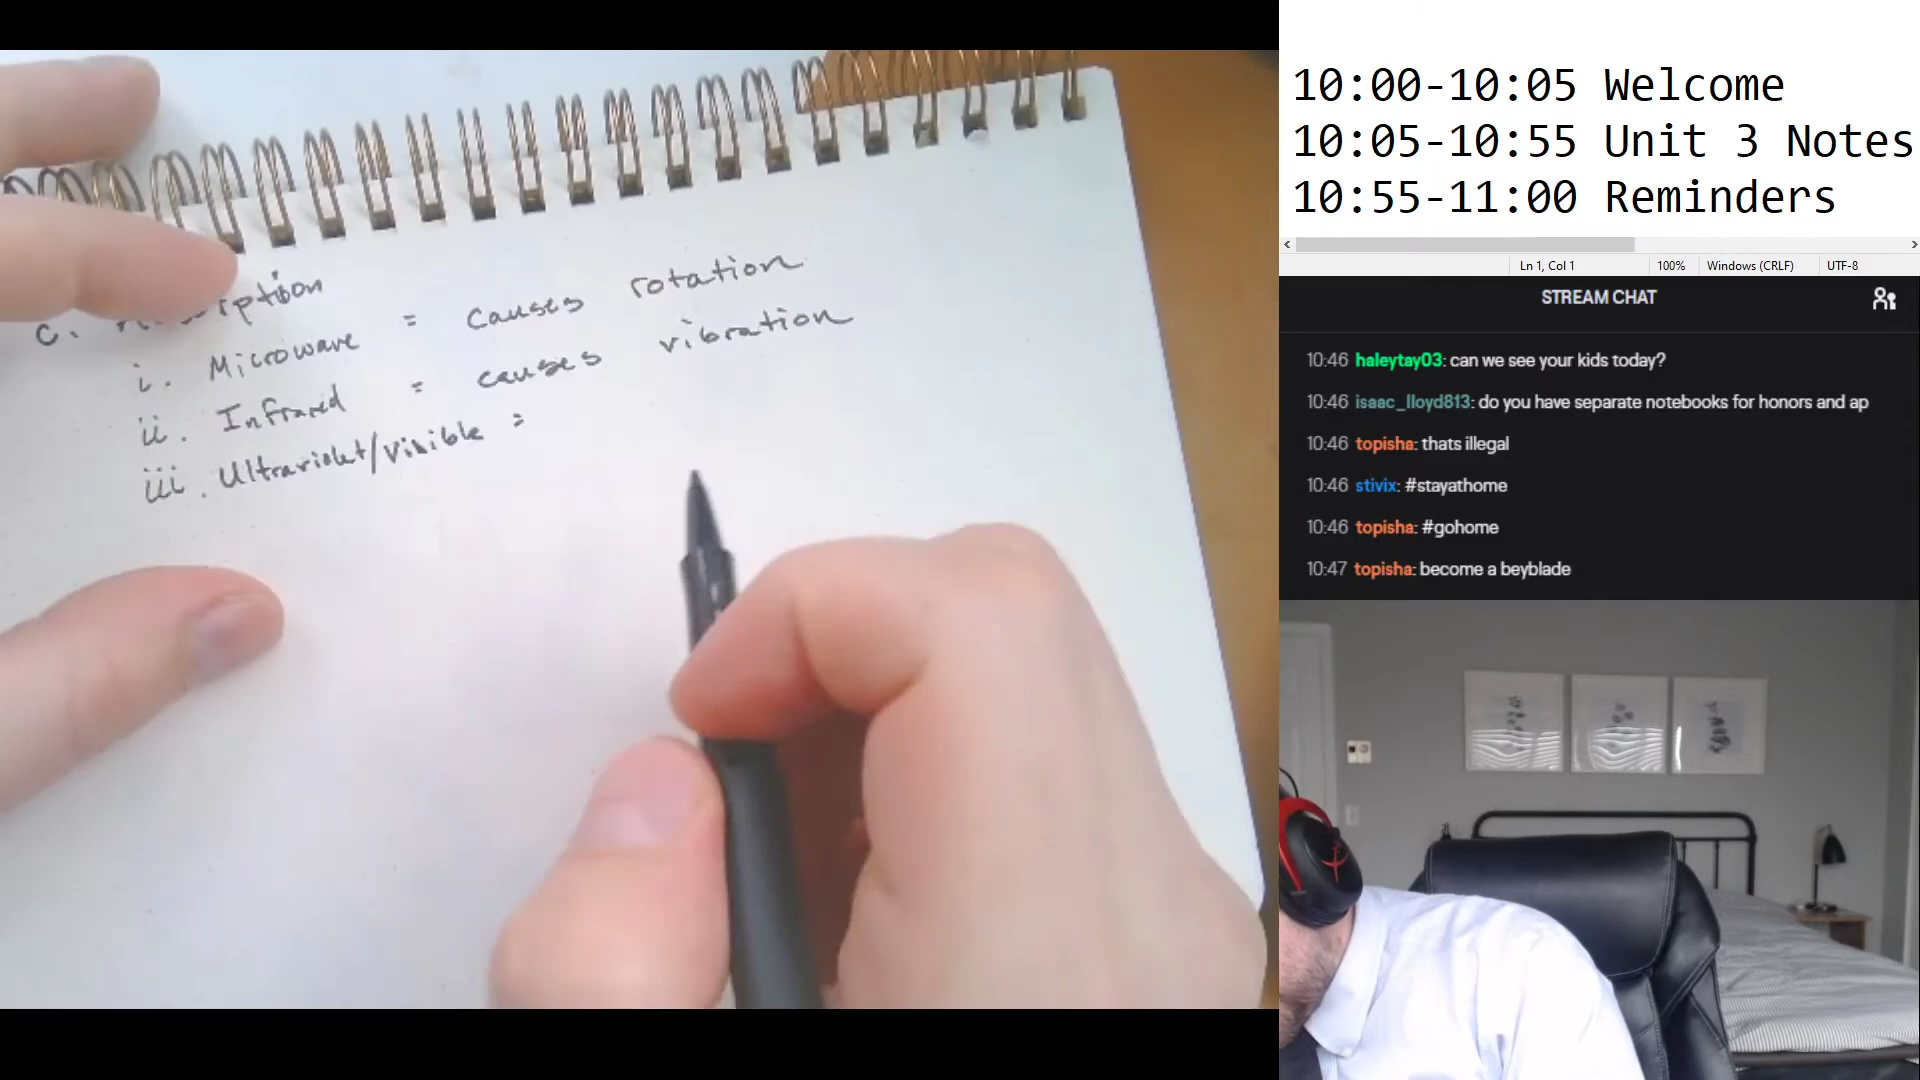 c. Absorption
i. Microwave = causes rotation
ii. Infrared = causes vibration
iii. Ultraviolet/visible =
10:00-10:05 Welcome
10:05-10:55 Unit 3 Notes
10:55-11:00 Reminders
Ln 1, Col 1 100% Windows (CRLF) UTF-8
STREAM CHAT
10:46 haleytay03: can we see your kids today?
10:46 isaac_lloyd813: do you have separate notebooks for honors and ap
10:46 topisha: thats illegal
10:46 stivix: #stayathome
10:46 topisha: #gohome
10:47 topisha: become a beyblade